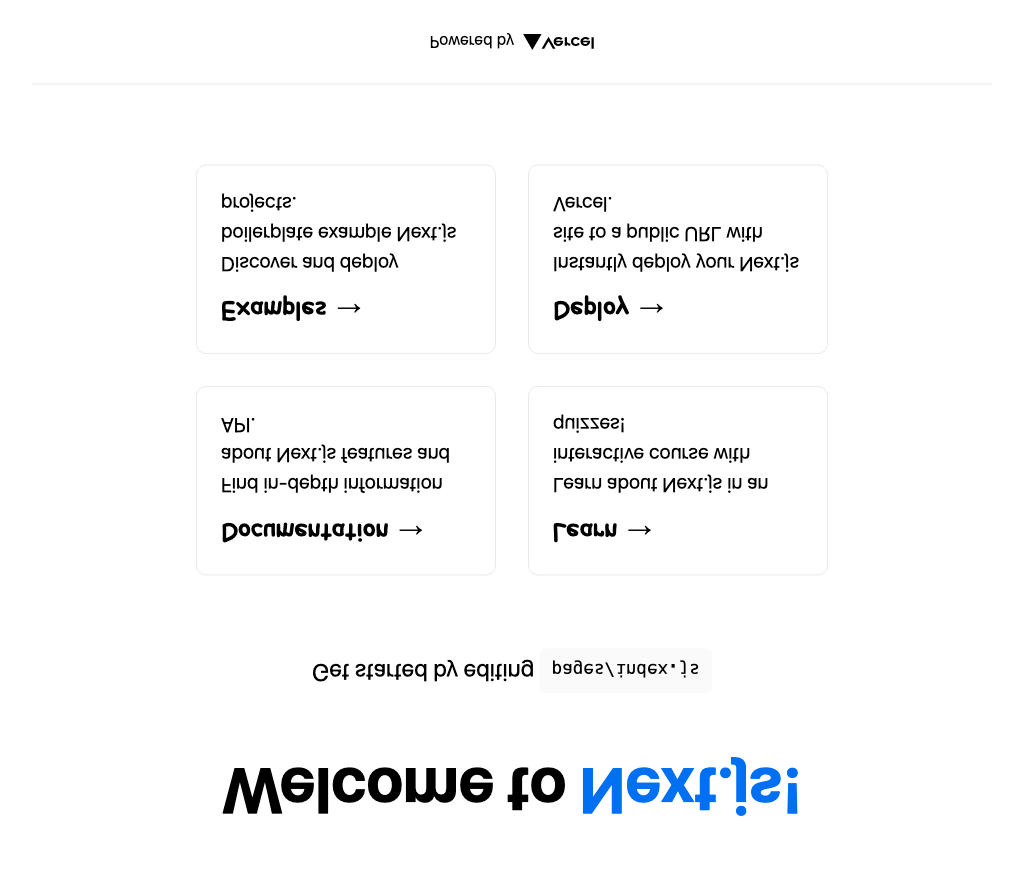 Welcome to Next.js!
Get started by editing pages/index.js
Documentation →
Find in-depth information
about Next.js features and
API.
Learn →
Learn about Next.js in an
interactive course with
quizzes!
Examples →
Discover and deploy
boilerplate example Next.js
projects.
Deploy →
Instantly deploy your Next.js
site to a public URL with
Vercel.
Powered by Vercel